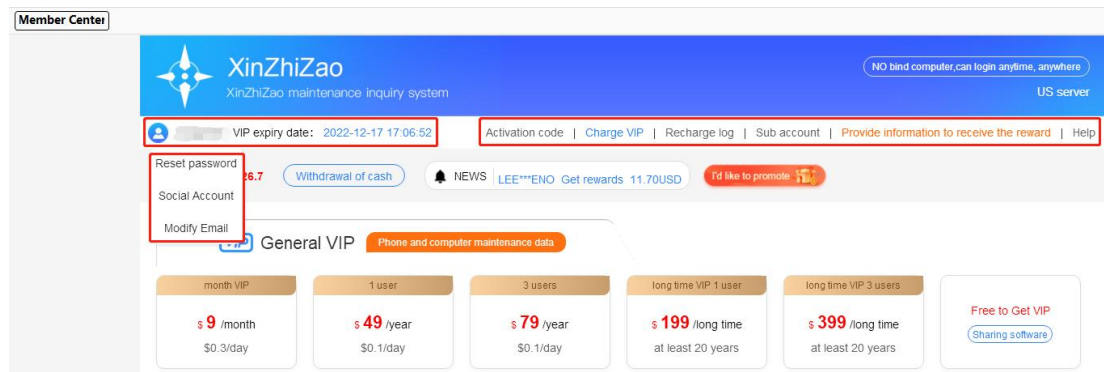 Member Center
XinZhiZao
XinZhiZao maintenance inquiry system
NO bind computer,can login anytime, anywhere
US server
VIP expiry date: 2022-12-17 17:06:52
Activation code | Charge VIP | Recharge log | Sub account | Provide information to receive the reward | Help
Reset password
Social Account
Modify Email
26.7
Withdrawal of cash
NEWS LEE***ENO Get rewards 11.70USD
I'd like to promote
VIP General VIP
Phone and computer maintenance data
month VIP
$ 9 /month
$0.3/day
1 user
$ 49 /year
$0.1/day
3 users
$ 79 /year
$0.1/day
long time VIP 1 user
$ 199 /long time
at least 20 years
long time VIP 3 users
$ 399 /long time
at least 20 years
Free to Get VIP
Sharing software